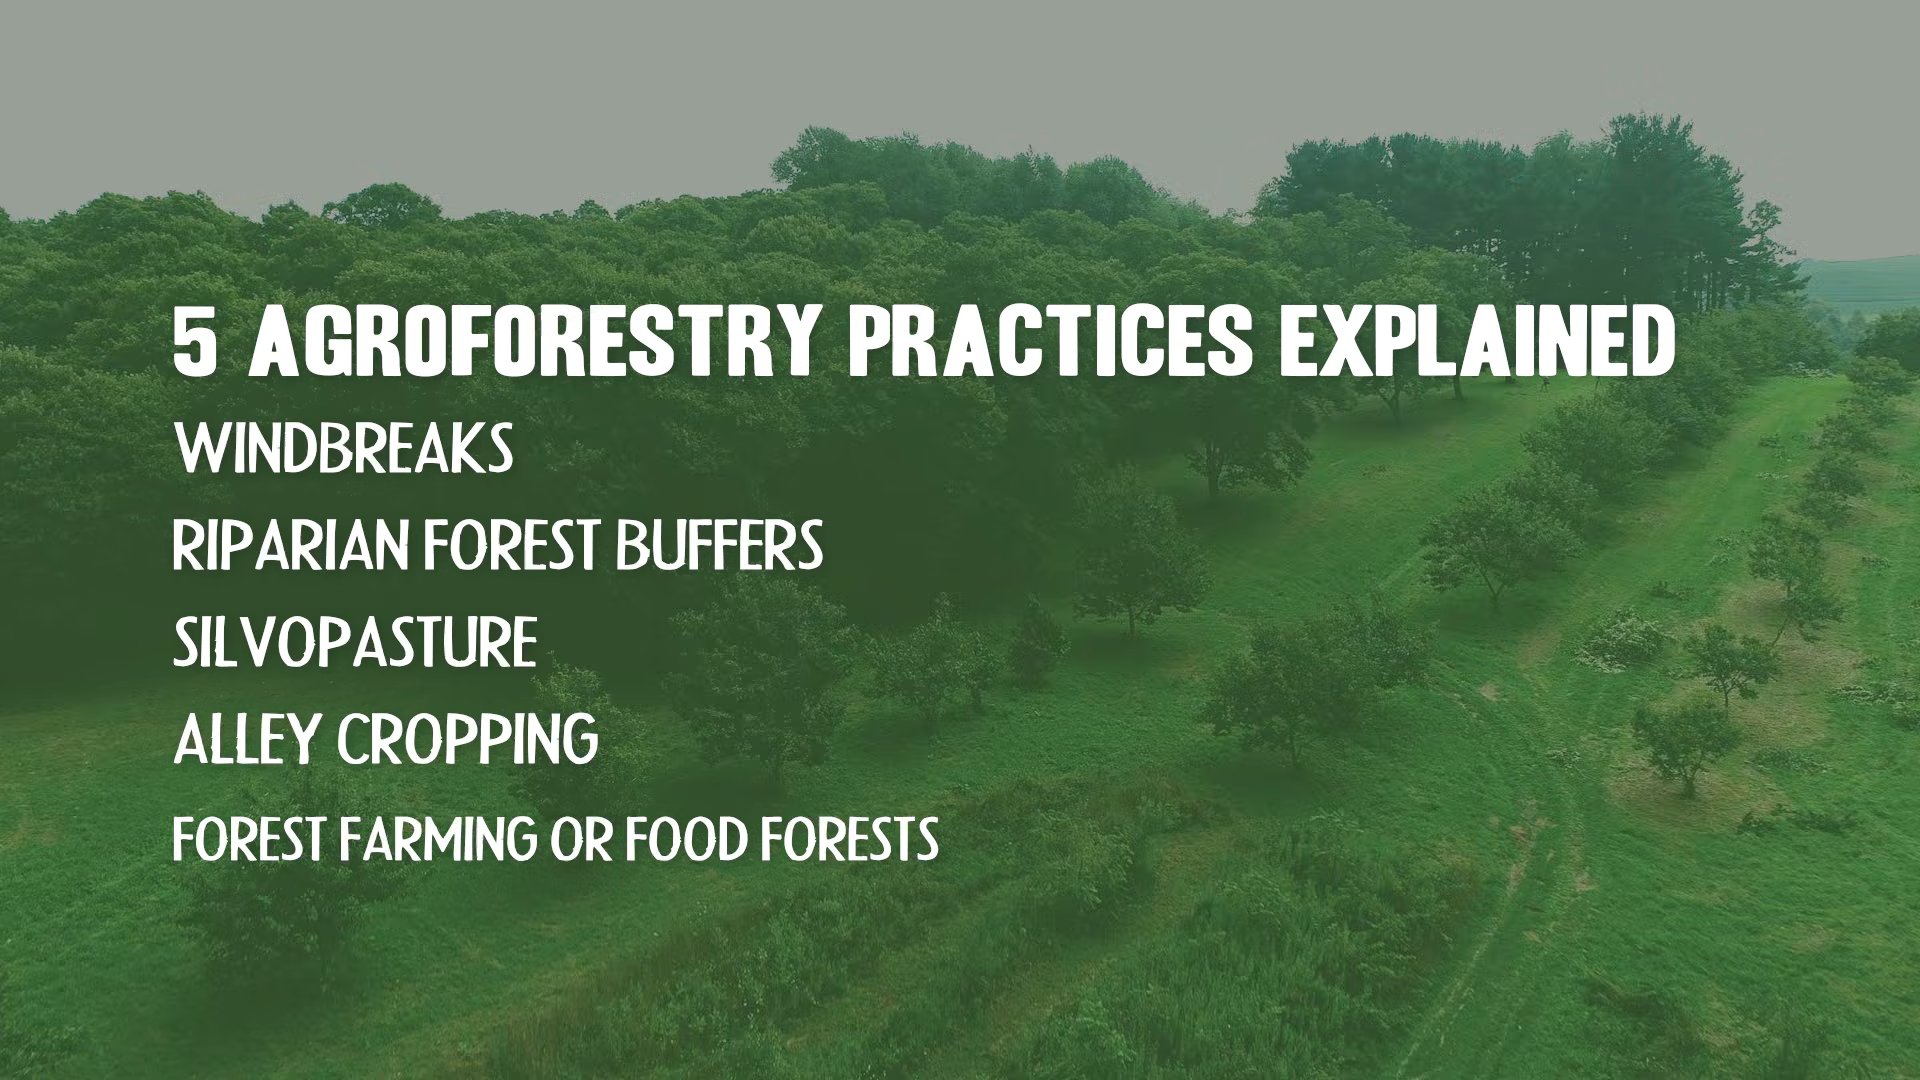 5 AGROFORESTRY PRACTICES EXPLAINED
WINDBREAKS
RIPARIAN FOREST BUFFERS
SILVOPASTURE
ALLEY CROPPING
FOREST FARMING OR FOOD FORESTS